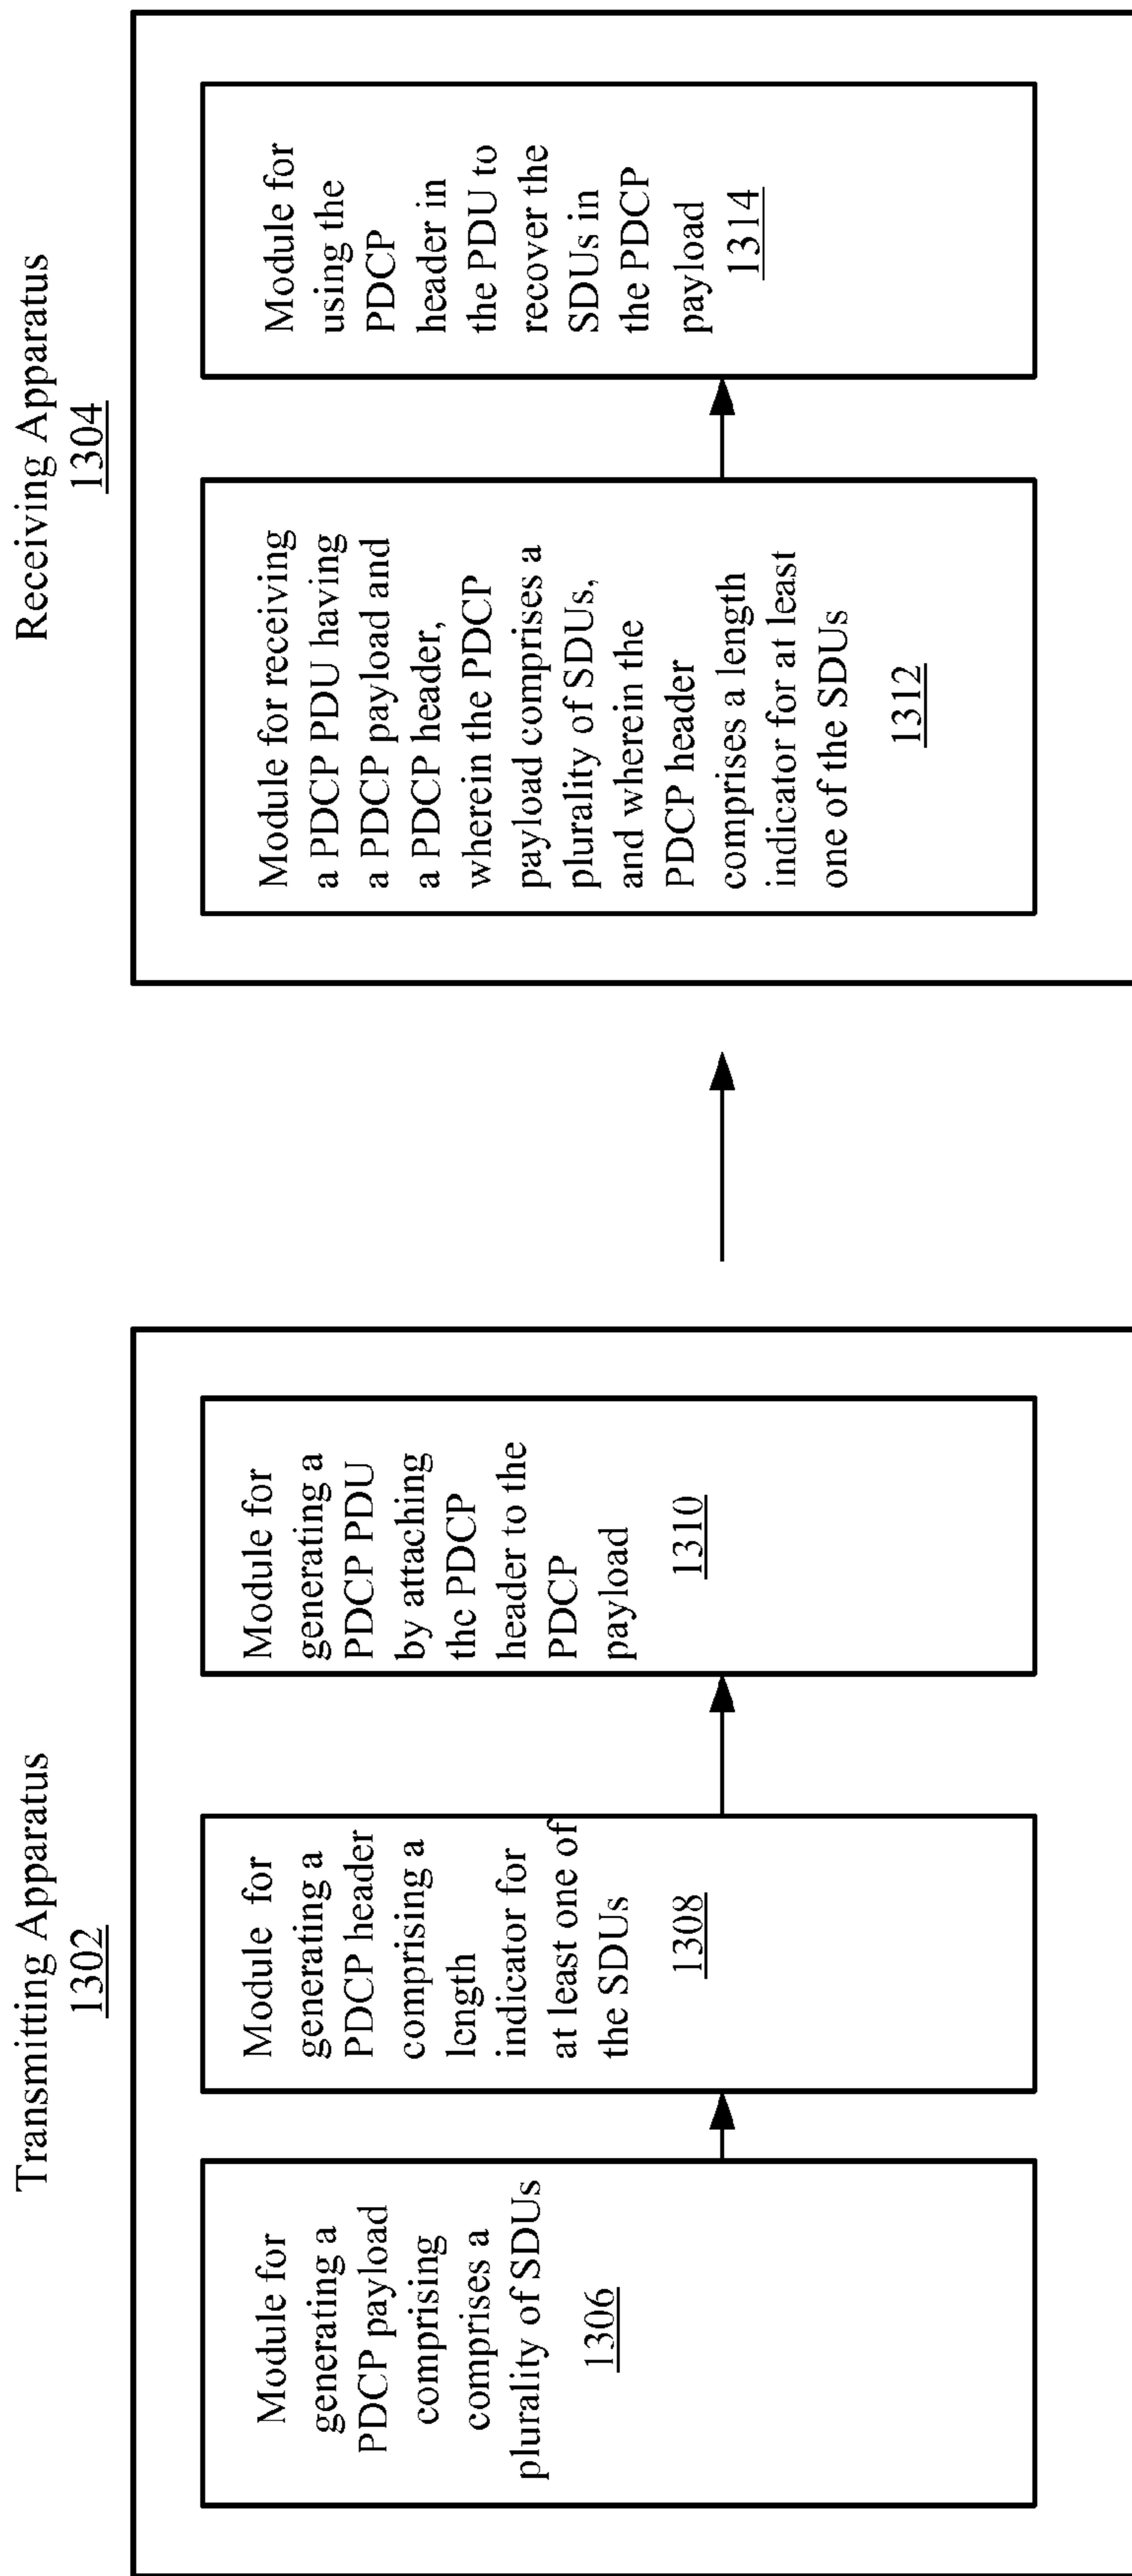 Transmitting Apparatus
1302
Module for
generating a
PDCP payload
comprising
comprises a
plurality of SDUs
1306
Module for
generating a
PDCP header
comprising a
length
indicator for
at least one of
the SDUs
1308
Module for
generating a
PDCP PDU
by attaching
the PDCP
header to the
PDCP
payload
1310
Receiving Apparatus
1304
Module for receiving
a PDCP PDU having
a PDCP payload and
a PDCP header,
wherein the PDCP
payload comprises a
plurality of SDUs,
and wherein the
PDCP header
comprises a length
indicator for at least
one of the SDUs
1312
Module for
using the
PDCP
header in
the PDU to
recover the
SDUs in
the PDCP
payload
1314